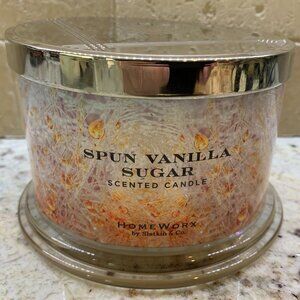 SPUN VANILLA
SUGAR
SCENTED CANDLE
HOMEWORX
by Slatkin & Co.